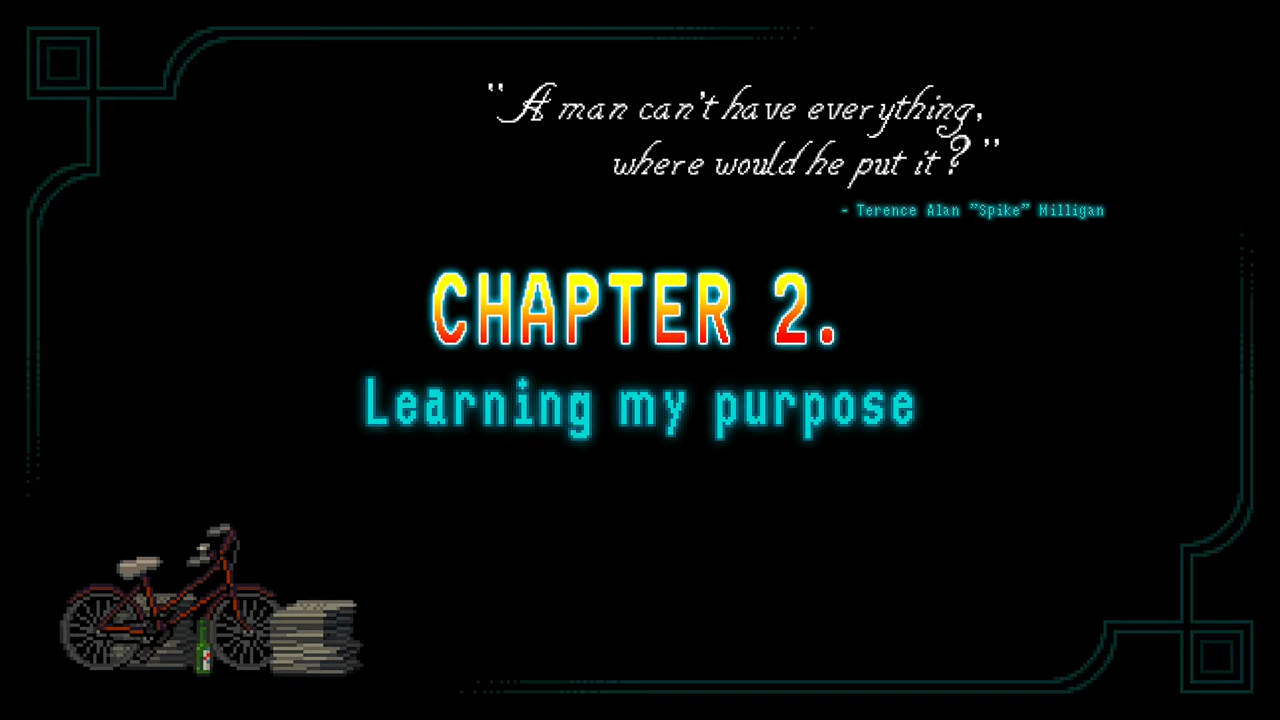 "A man can't have everything,
where would he put it?"
- Terence Alan "Spike" Milligan
CHAPTER 2.
Learning my purpose